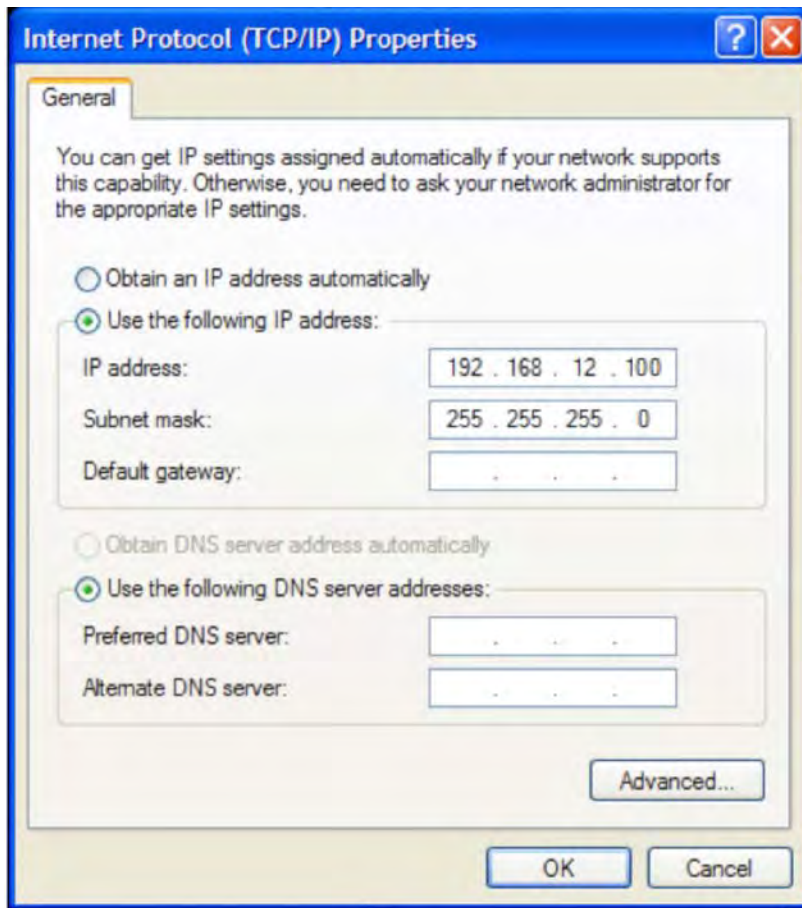 Internet Protocol (TCP/IP) Properties
General
You can get IP settings assigned automatically if your network supports
this capability. Otherwise, you need to ask your network administrator for
the appropriate IP settings.
Obtain an IP address automatically
Use the following IP address:
IP address: 192 . 168 . 12 . 100
Subnet mask: 255 . 255 . 255 . 0
Default gateway: . . .
Obtain DNS server address automatically
Use the following DNS server addresses:
Preferred DNS server: . . .
Alternate DNS server: . . .
Advanced...
OK Cancel